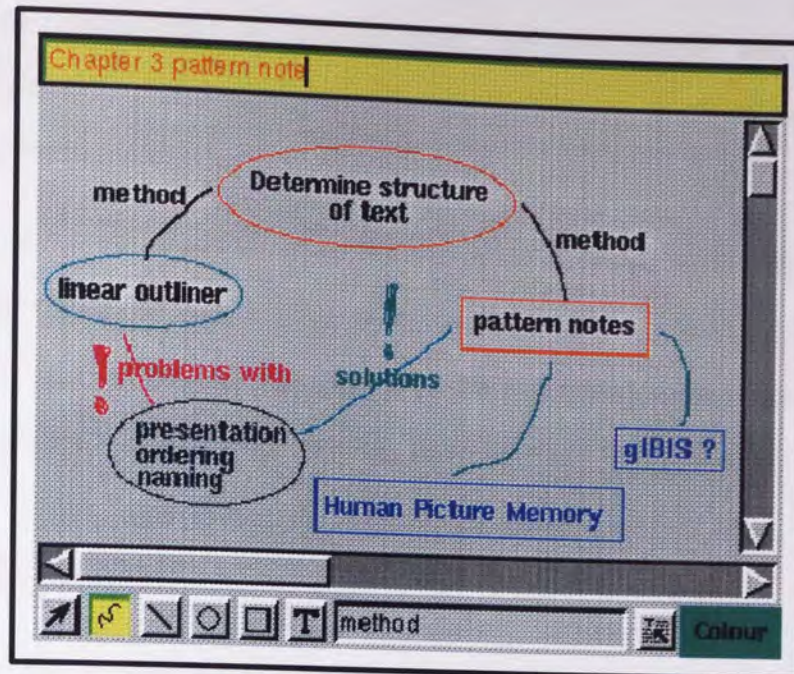 Chapter 3 pattern note
Determine structure
of text
method
method
linear outliner
pattern notes
problems with
solutions
presentation
ordering
naming
gIBIS ?
Human Picture Memory
T
method
Colour